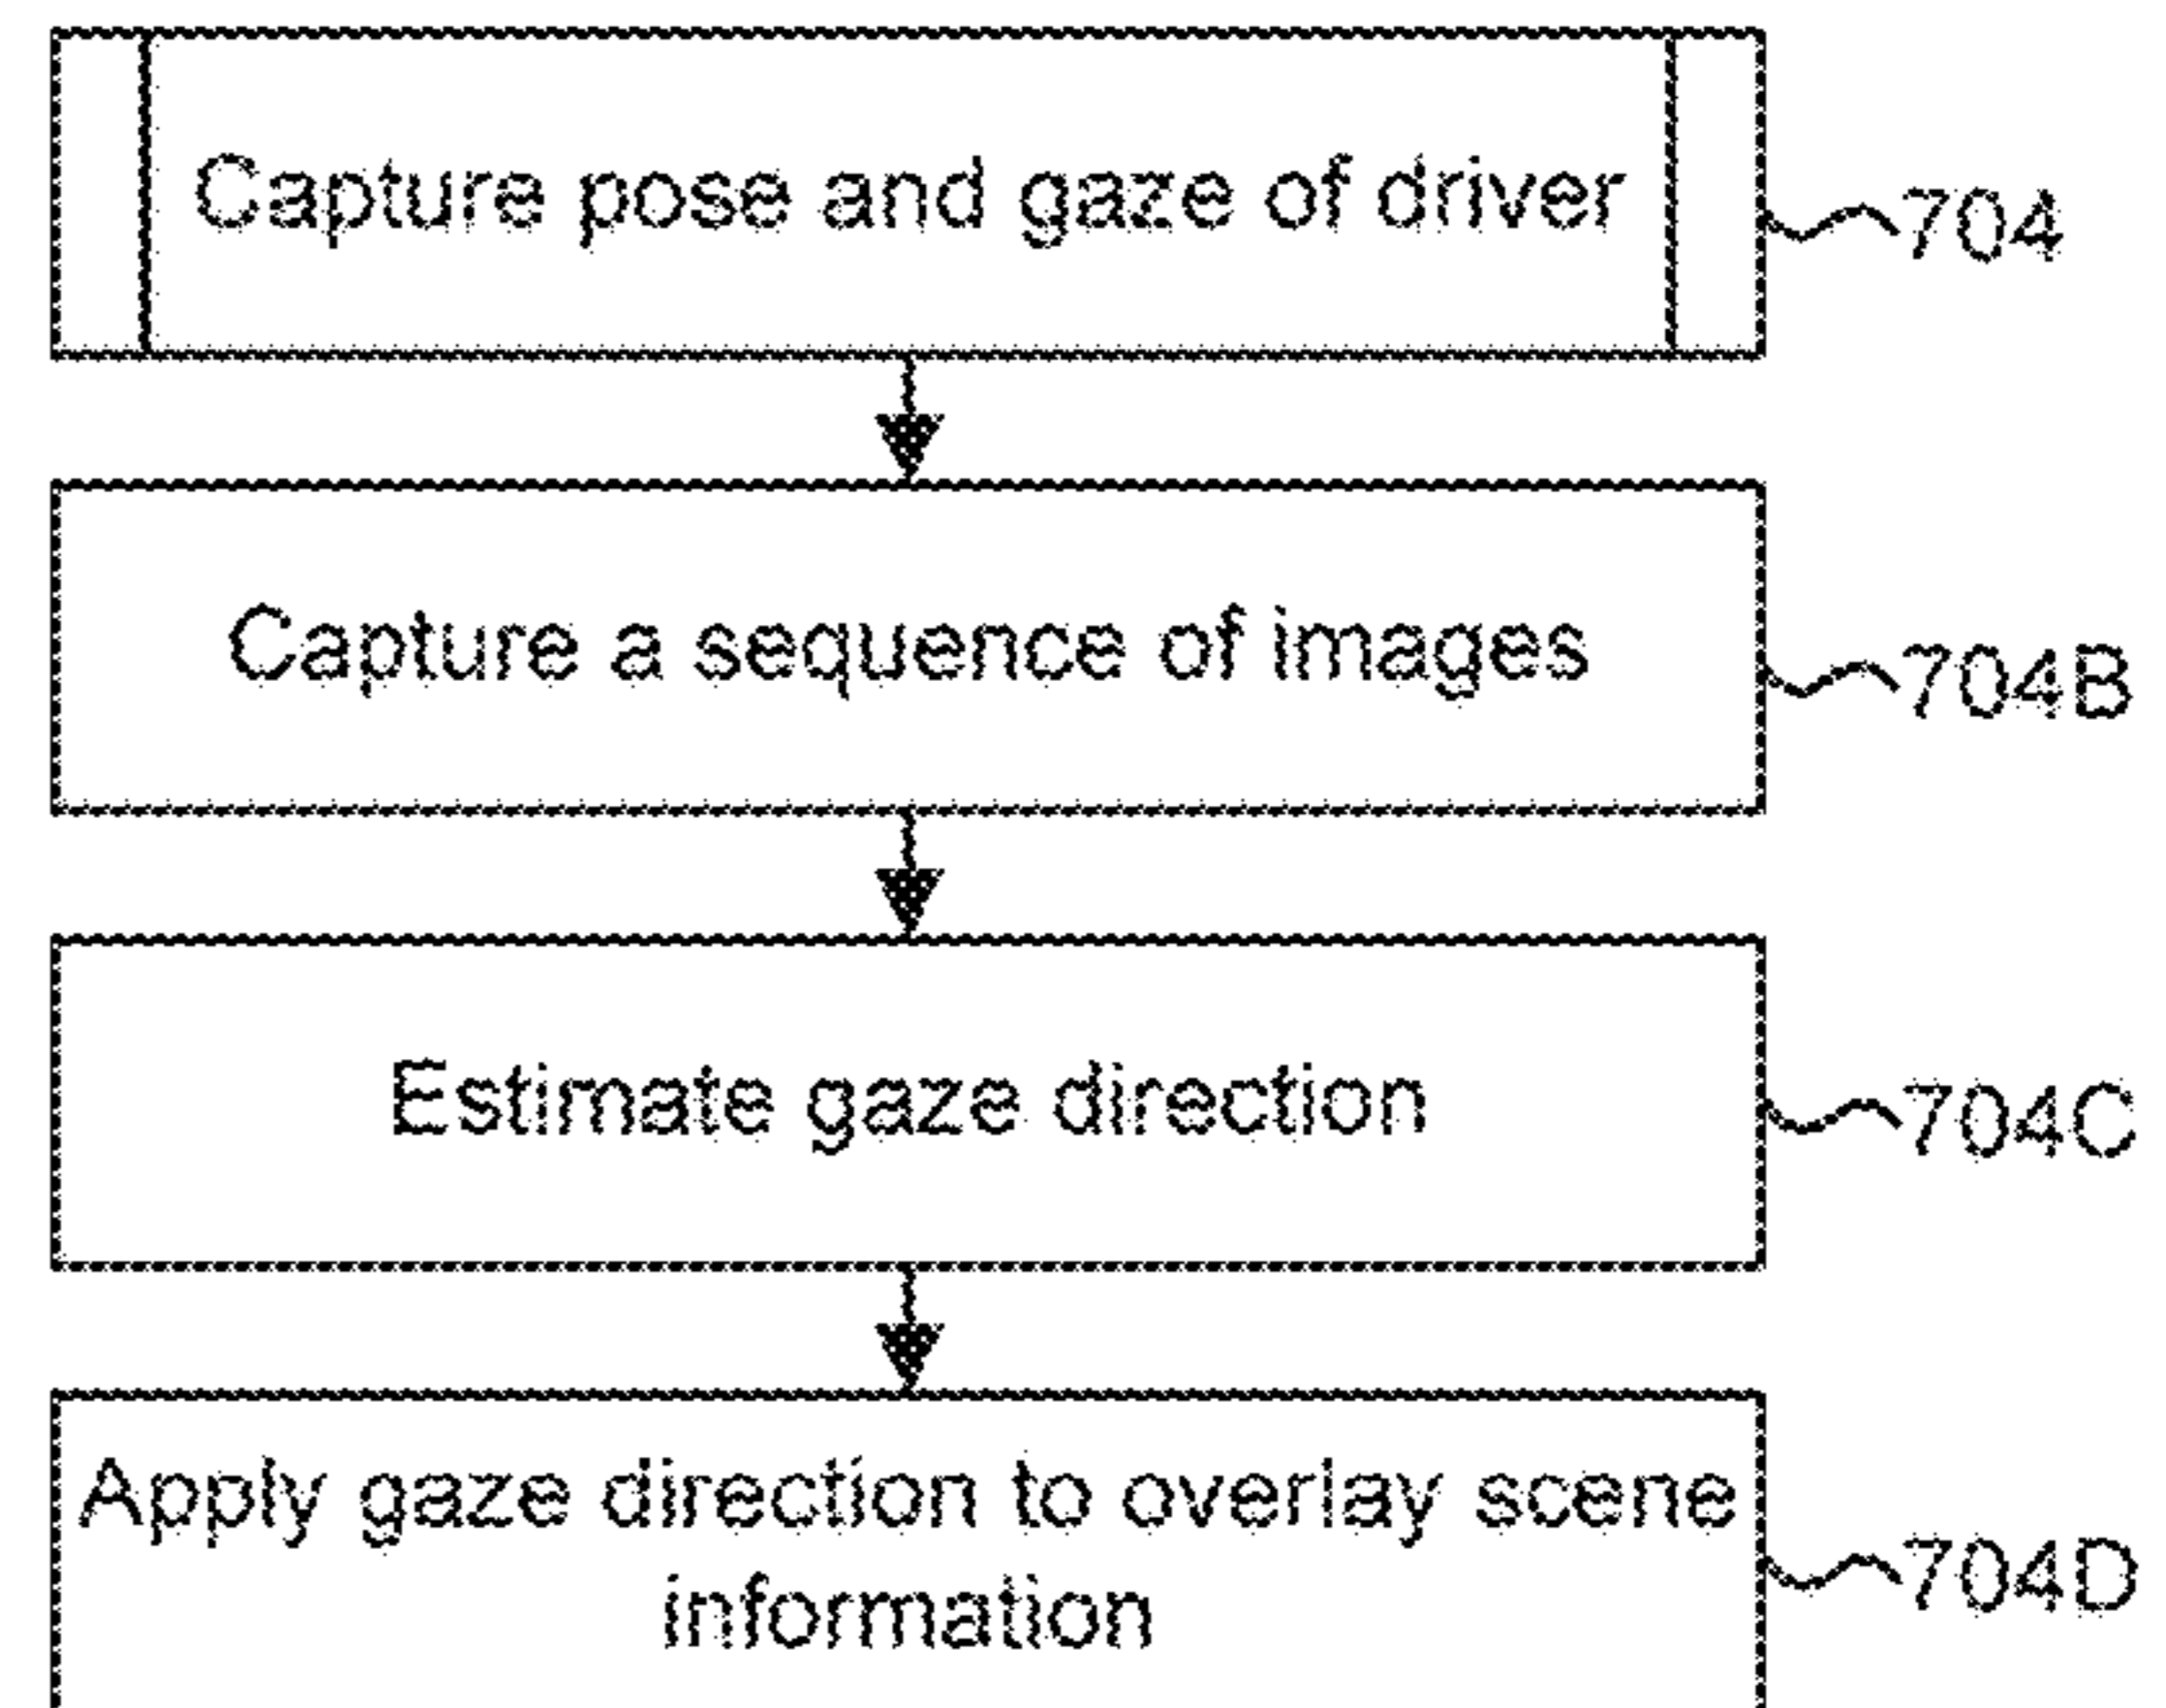 Capture pose and gaze of driver
704
Capture a sequence of images
704B
Estimate gaze direction
704C
Apply gaze direction to overlay scene
information
704D